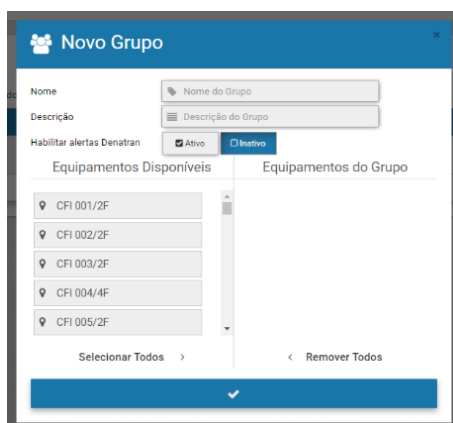 Novo Grupo
×
Nome
Nome do Grupo
Descrição
Descrição do Grupo
Habilitar alertas Denatran
Ativo
Inativo
Equipamentos Disponíveis
Equipamentos do Grupo
CFI 001/2F
CFI 002/2F
CFI 003/2F
CFI 004/4F
CFI 005/2F
Selecionar Todos >
< Remover Todos